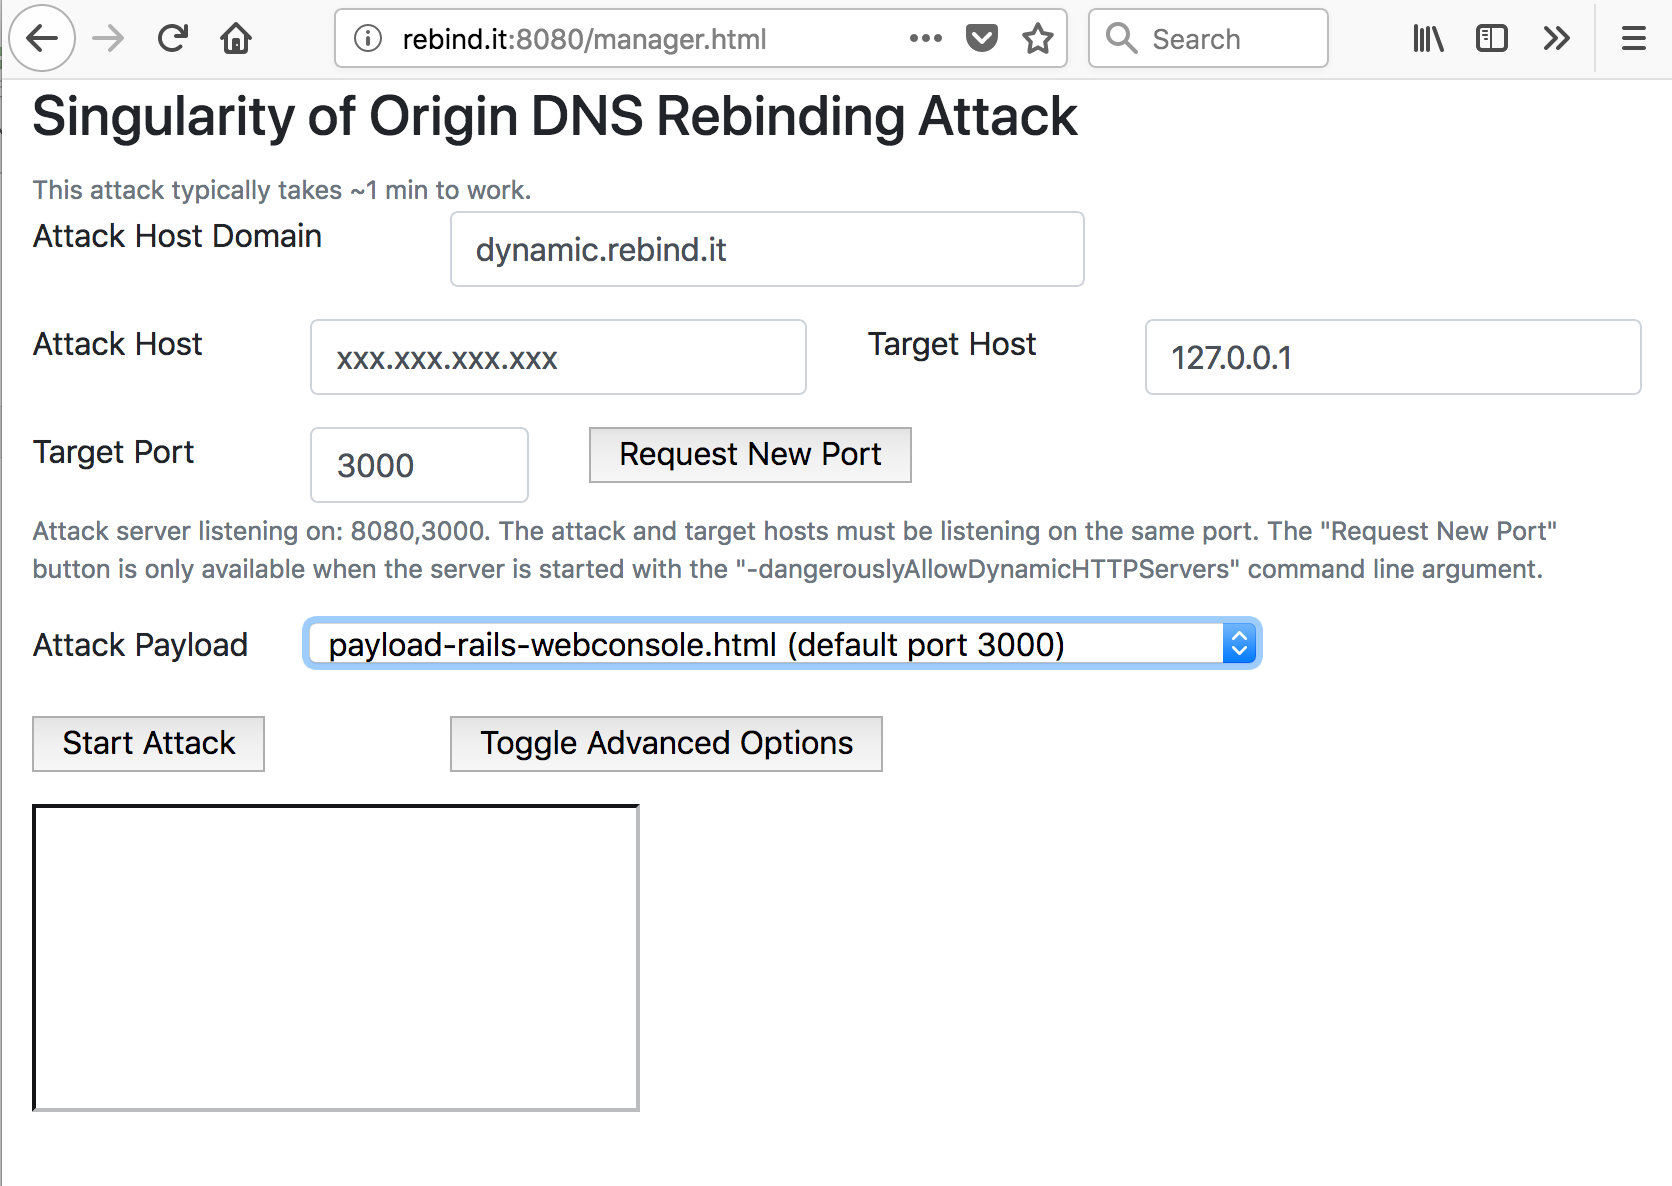 rebind.it:8080/manager.html
Search
Singularity of Origin DNS Rebinding Attack
This attack typically takes ~1 min to work.
Attack Host Domain
dynamic.rebind.it
Attack Host
xxx.xxx.xxx.xxx
Target Host
127.0.0.1
Target Port
3000
Request New Port
Attack server listening on: 8080,3000. The attack and target hosts must be listening on the same port. The "Request New Port"
button is only available when the server is started with the "-dangerouslyAllowDynamicHTTPServers" command line argument.
Attack Payload
payload-rails-webconsole.html (default port 3000)
Start Attack
Toggle Advanced Options